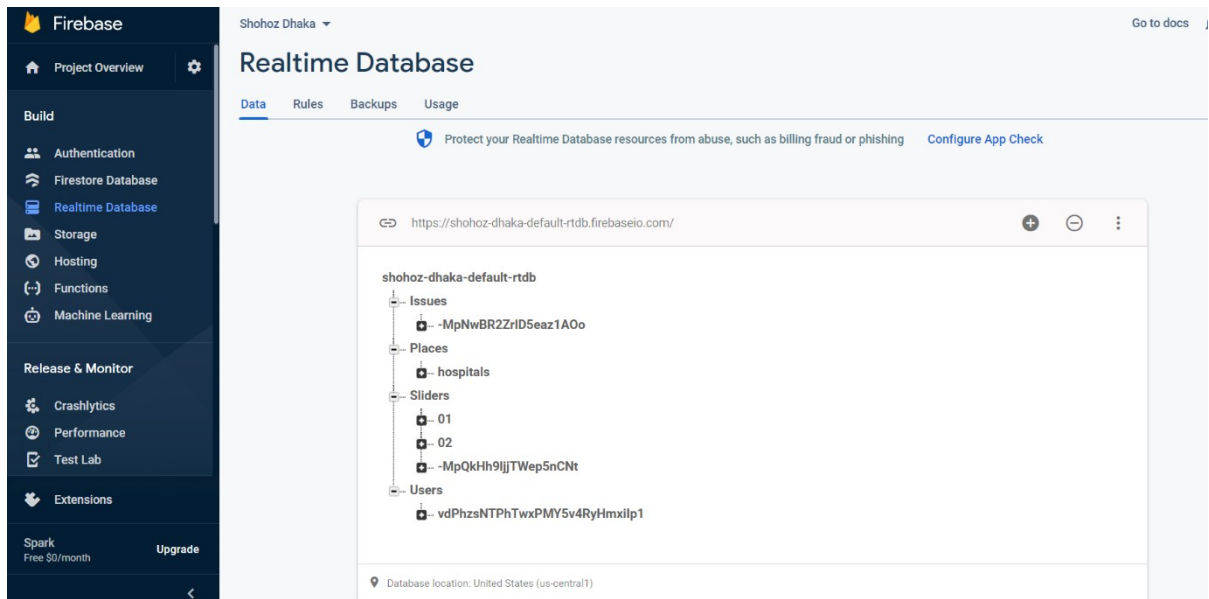 Firebase
Project Overview
Build
Authentication
Firestore Database
Realtime Database
Storage
Hosting
Functions
Machine Learning
Release & Monitor
Crashlytics
Performance
Test Lab
Extensions
Spark
Free $0/month
Upgrade
Shohoz Dhaka
Go to docs
Realtime Database
Data Rules Backups Usage
Protect your Realtime Database resources from abuse, such as billing fraud or phishing Configure App Check
https://shohoz-dhaka-default-rtdb.firebaseio.com/
shohoz-dhaka-default-rtdb
Issues
-MpNwBR2ZrlD5eaz1AOo
Places
hospitals
Sliders
01
02
-MpQkHh9ljjTWep5nCNt
Users
vdPhzsNTPhTwxPMY5v4RyHmxilp1
Database location: United States (us-central1)